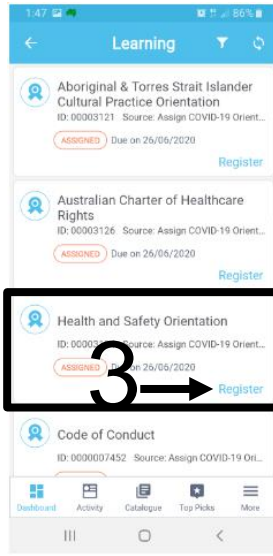 1:47 86%
Learning
Aboriginal & Torres Strait Islander
Cultural Practice Orientation
ID: 00003121 Source: Assign COVID-19 Orient...
ASSIGNED Due on 26/06/2020
Register
Australian Charter of Healthcare
Rights
ID: 00003126 Source: Assign COVID-19 Orient...
ASSIGNED Due on 26/06/2020
Register
Health and Safety Orientation
Source: Assign COVID-19 Orient...
ASSIGNED Due on 26/06/2020
3
Register
Code of Conduct
ID: 0000007452 Source: Assign COVID-19 Ori...
Dashboard Activity Catalogue Top Picks More